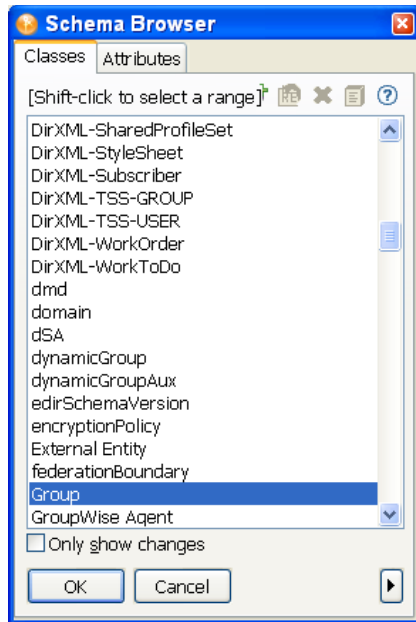 Schema Browser
Classes Attributes
[Shift-click to select a range]
DirXML-SharedProfileSet
DirXML-StyleSheet
DirXML-Subscriber
DirXML-TSS-GROUP
DirXML-TSS-USER
DirXML-WorkOrder
DirXML-WorkToDo
dmd
domain
dSA
dynamicGroup
dynamicGroupAux
edirSchemaVersion
encryptionPolicy
External Entity
federationBoundary
Group
GroupWise Agent
Only show changes
OK Cancel